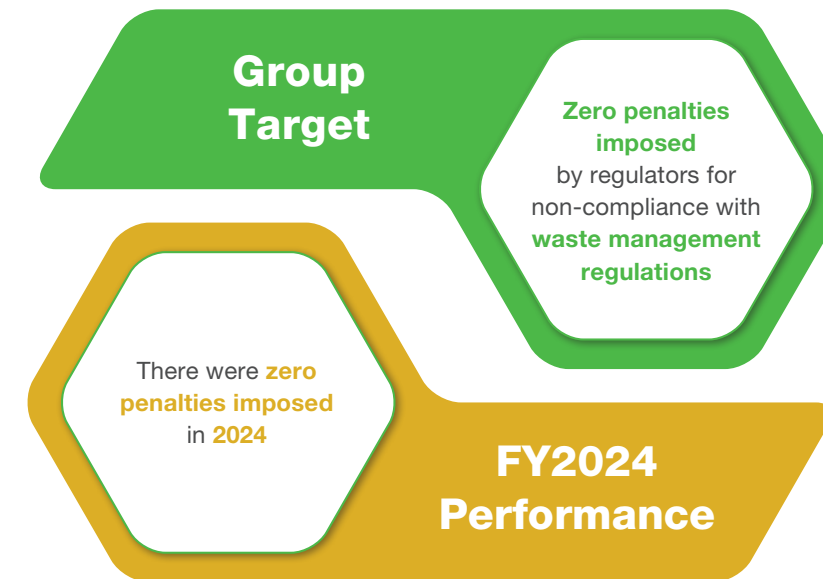 Group
Target
Zero penalties
imposed
by regulators for
non-compliance with
waste management
regulations
There were zero
penalties imposed
in 2024
FY2024
Performance